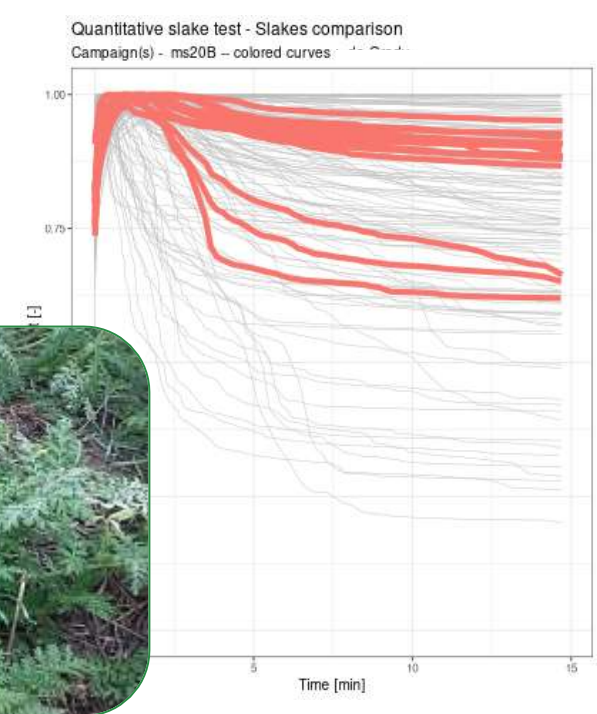 Quantitative slake test - Slakes comparison
Campaign(s) - ms20B -- colored curves
1.00
0.75
[-]
5
10
15
Time [min]